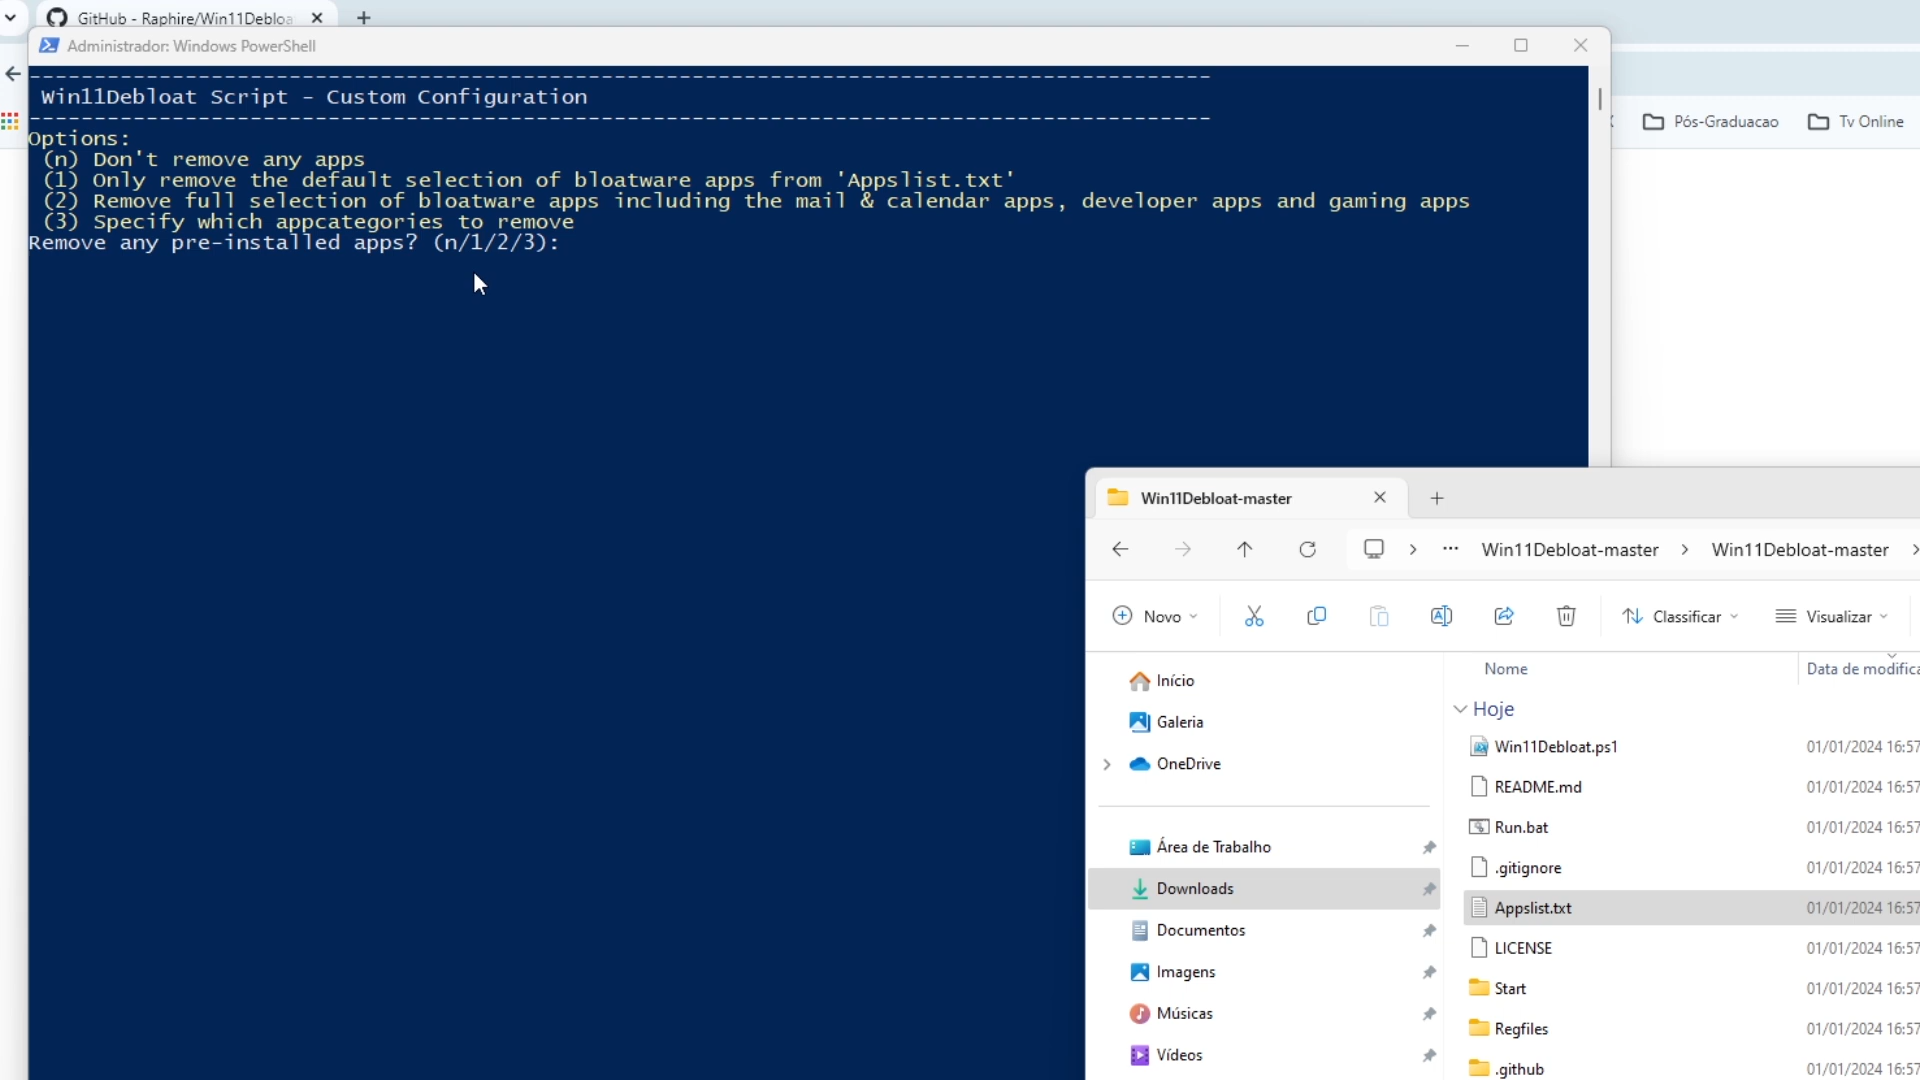 GitHub - Raphire/Win11Debloa
Administrador: Windows PowerShell
Win11Debloat Script - Custom Configuration
Options:
(n) Don't remove any apps
(1) Only remove the default selection of bloatware apps from 'Appslist.txt'
(2) Remove full selection of bloatware apps including the mail & calendar apps, developer apps and gaming apps
(3) Specify which appcategories to remove
Remove any pre-installed apps? (n/1/2/3):
Pós-Graduacao
Tv Online
Win11Debloat-master
Win11Debloat-master > Win11Debloat-master >
Novo
Classificar
Visualizar
Início
Galeria
OneDrive
Área de Trabalho
Downloads
Documentos
Imagens
Músicas
Vídeos
Nome Data de modifica
Hoje
Win11Debloat.ps1 01/01/2024 16:57
README.md 01/01/2024 16:57
Run.bat 01/01/2024 16:57
.gitignore 01/01/2024 16:57
Appslist.txt 01/01/2024 16:57
LICENSE 01/01/2024 16:57
Start 01/01/2024 16:57
Regfiles 01/01/2024 16:57
.github 01/01/2024 16:57